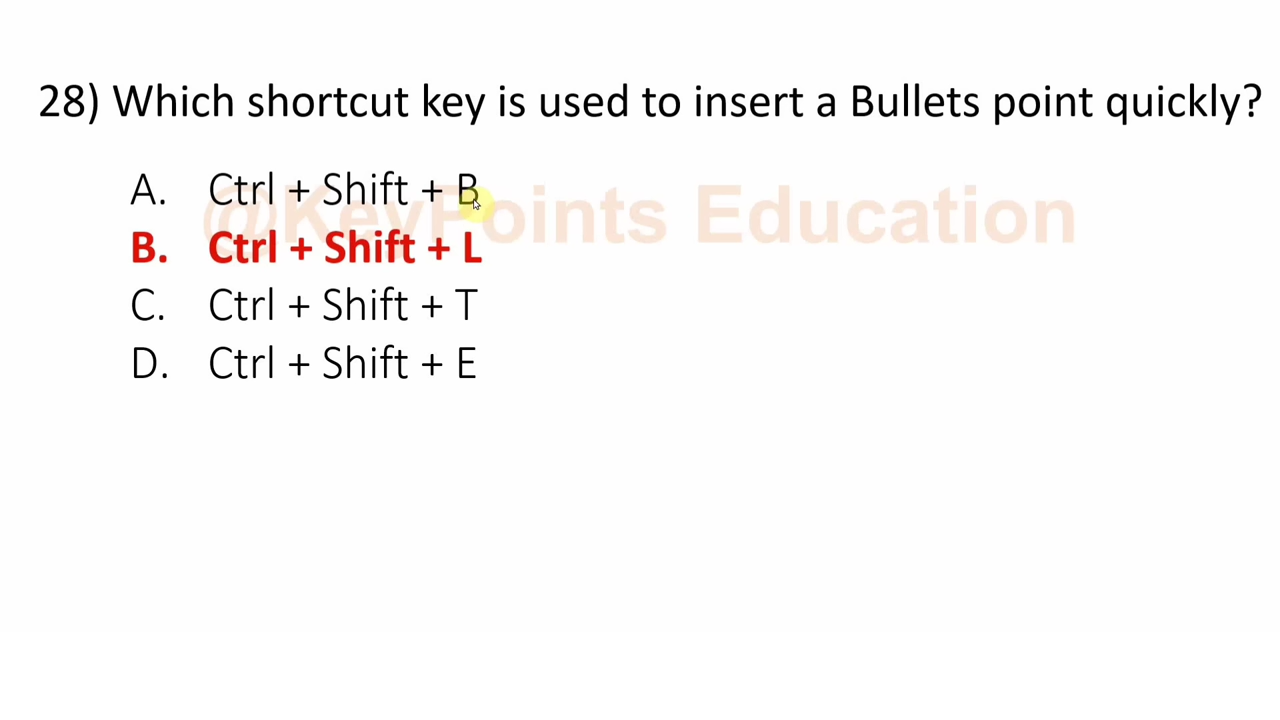 28) Which shortcut key is used to insert a Bullets point quickly?
@KeyPoints Education
A. Ctrl + Shift + B
B. Ctrl + Shift + L
C. Ctrl + Shift + T
D. Ctrl + Shift + E